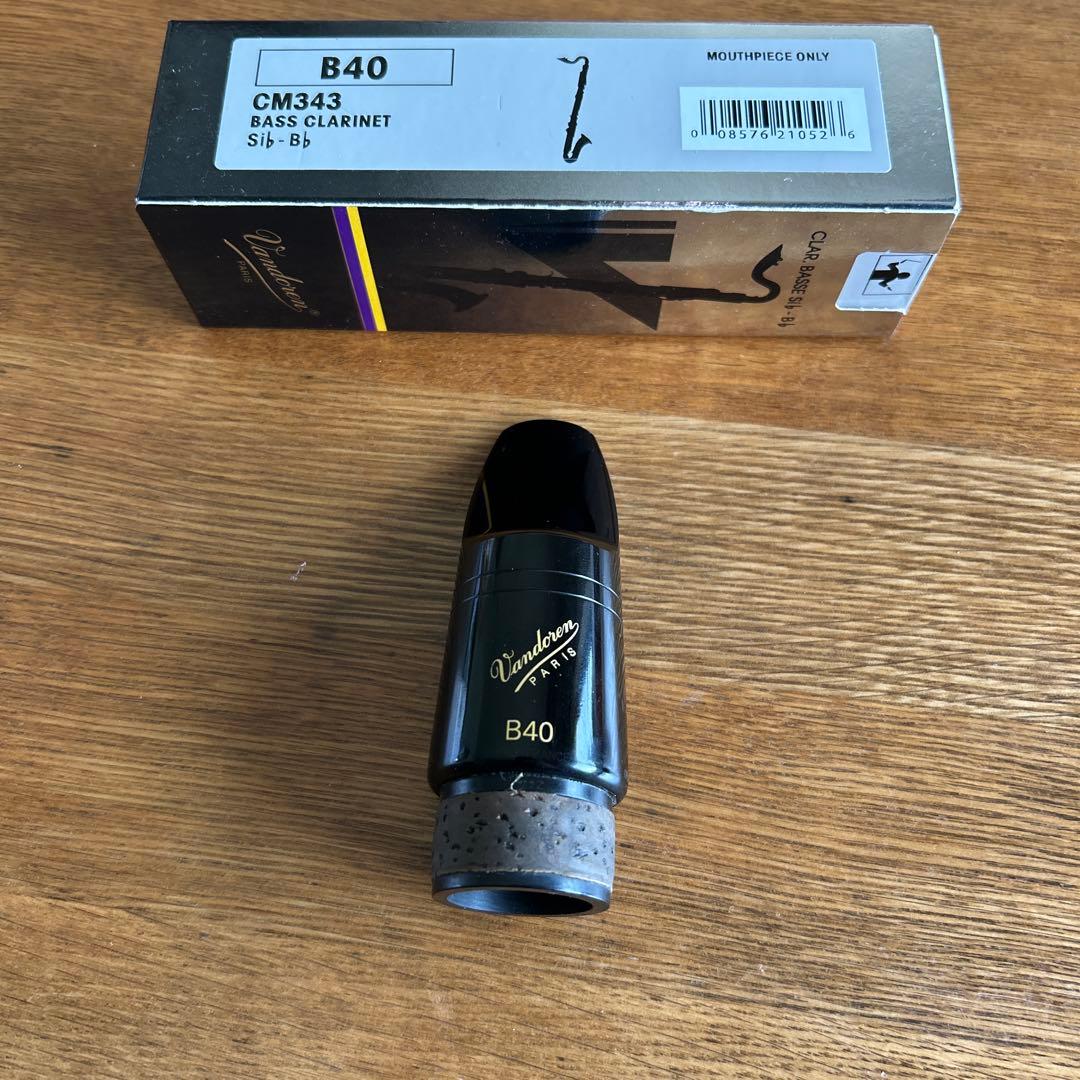 B40
CM343
BASS CLARINET
Si♭ - B♭
MOUTHPIECE ONLY
0 08576 21052 6
Vandoren®
PARIS
CLAR. BASSE Si♭ - B♭
Vandoren
PARIS
B40